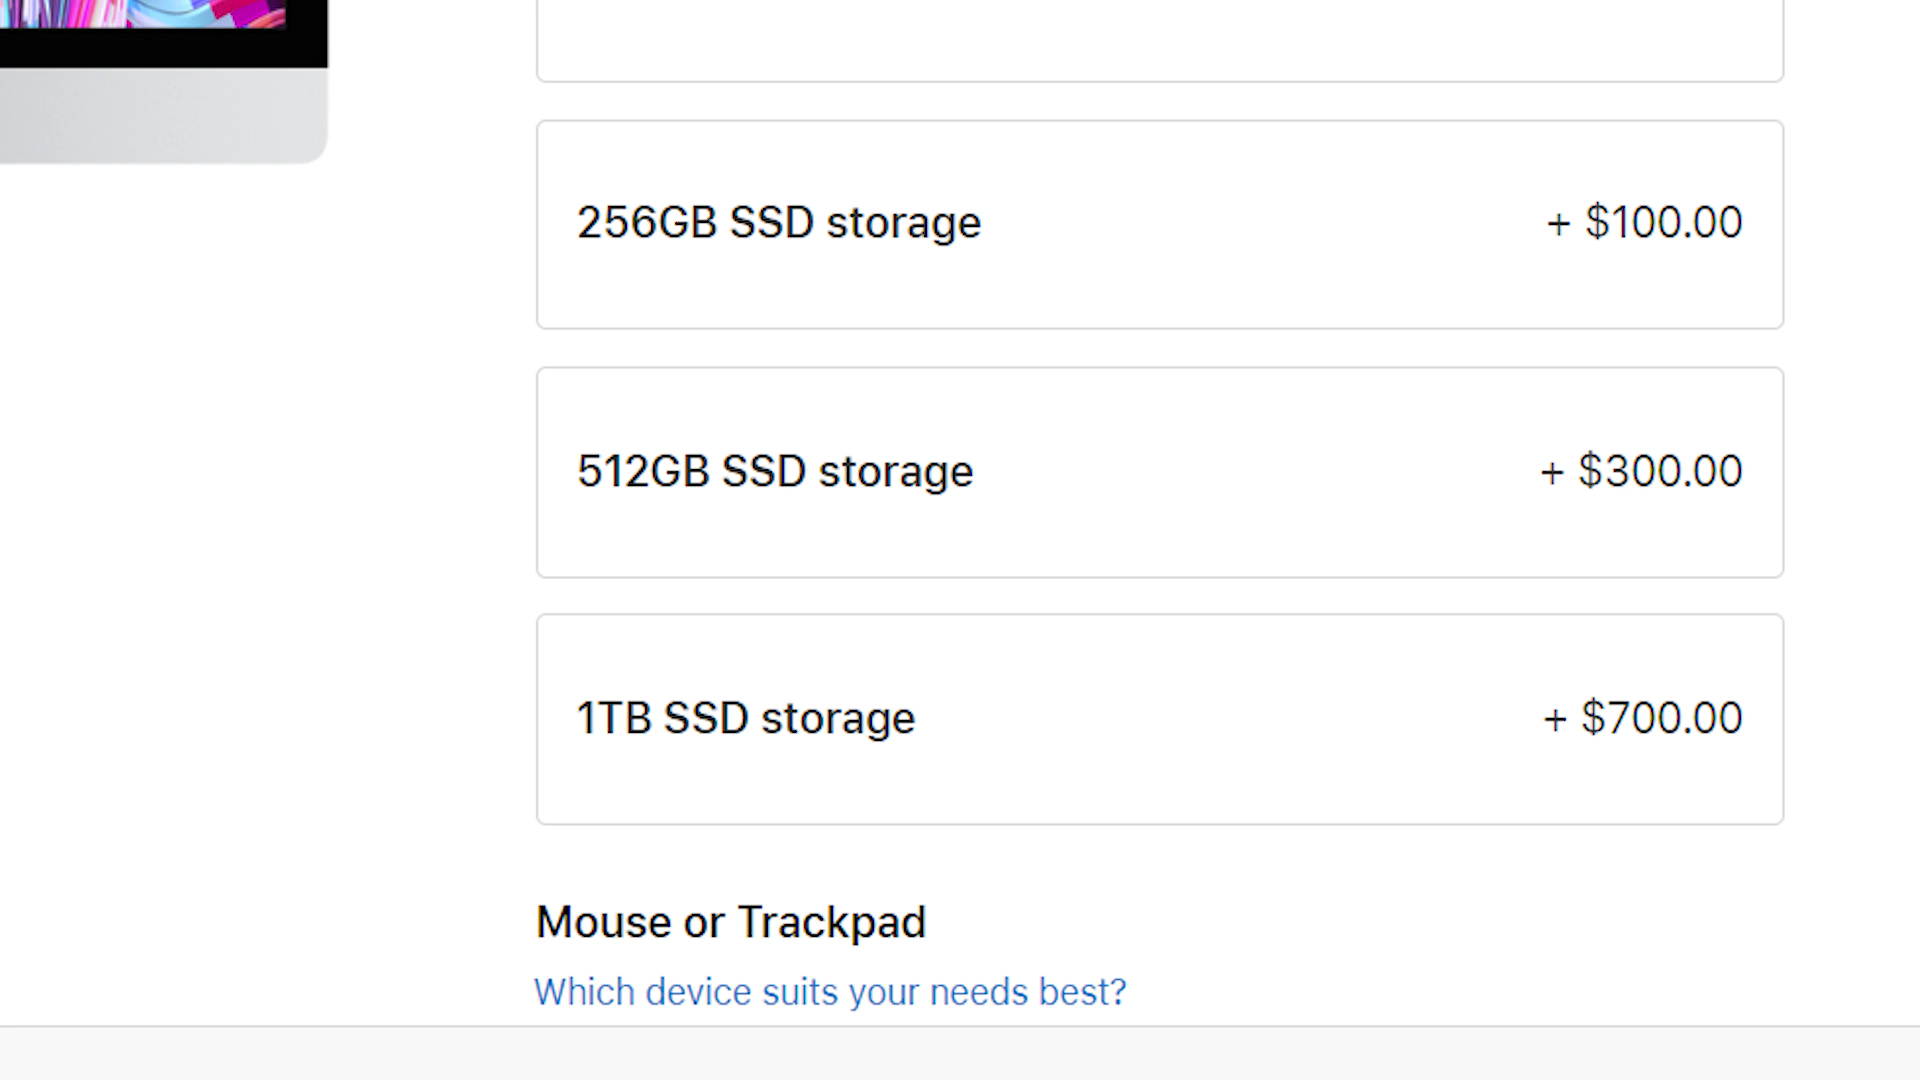 256GB SSD storage + $100.00
512GB SSD storage + $300.00
1TB SSD storage + $700.00
Mouse or Trackpad
Which device suits your needs best?